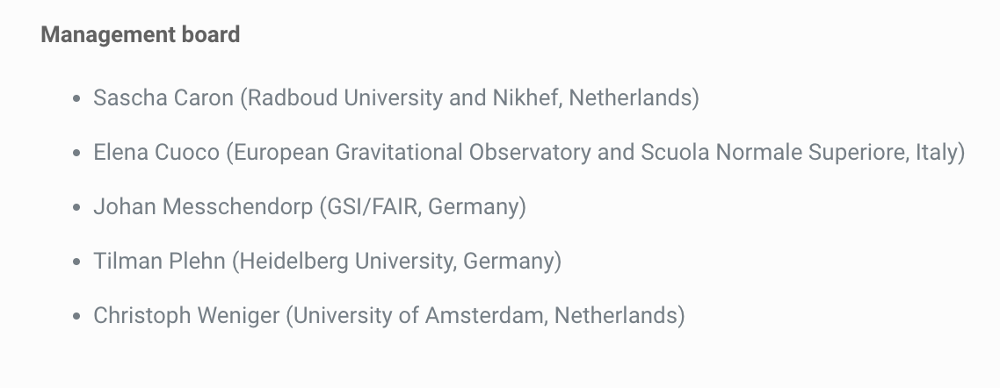 Management board
• Sascha Caron (Radboud University and Nikhef, Netherlands)
• Elena Cuoco (European Gravitational Observatory and Scuola Normale Superiore, Italy)
• Johan Messchendorp (GSI/FAIR, Germany)
• Tilman Plehn (Heidelberg University, Germany)
• Christoph Weniger (University of Amsterdam, Netherlands)